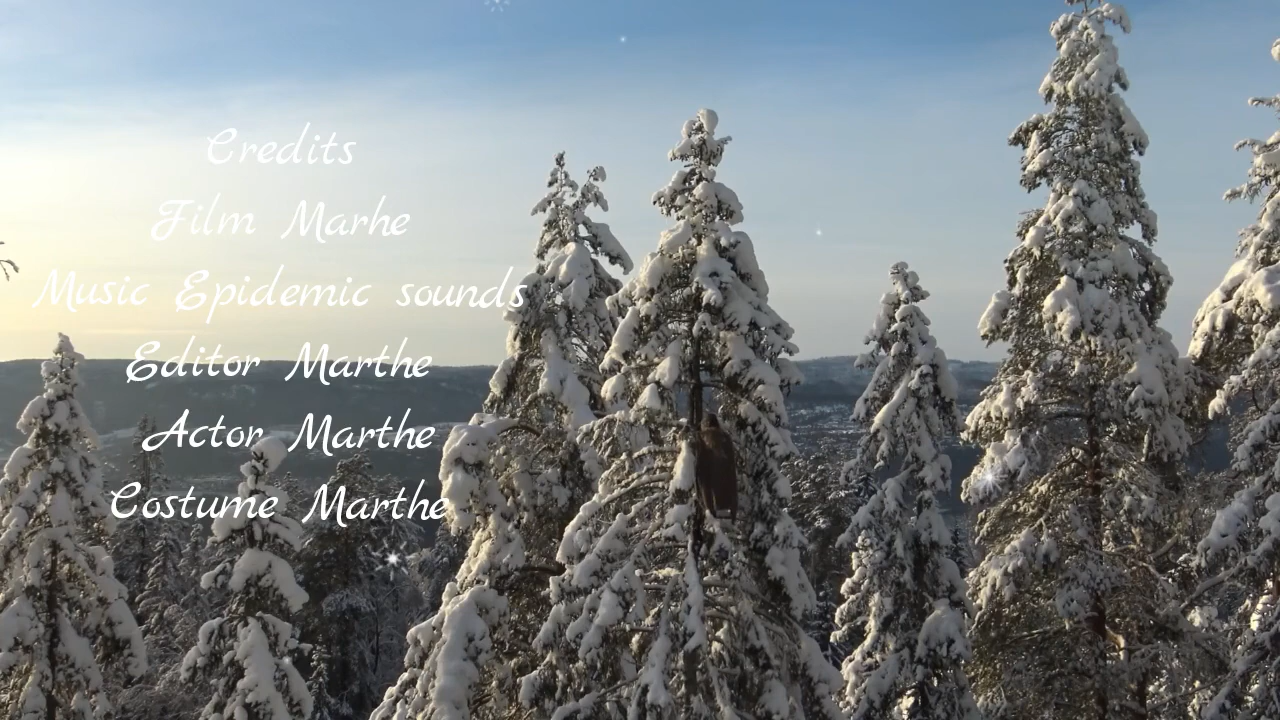 Credits
Film Marhe
Music Epidemic sounds
Editor Marthe
Actor Marthe
Costume Marthe